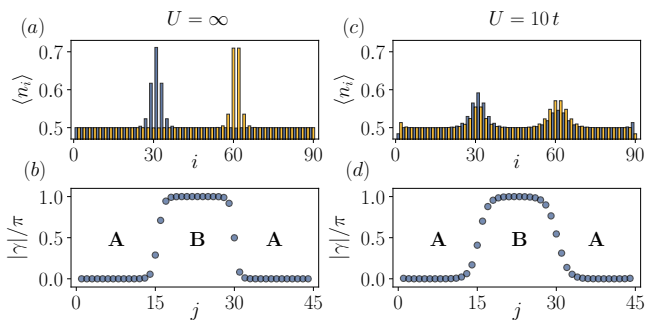 (a) U = ∞
⟨n_i⟩
0.7
0.6
0.5
0 30 60 90
i
(c) U = 10 t
⟨n_i⟩
0.7
0.6
0.5
0 30 60 90
i
(b)
|γ|/π
1.0
0.5
0.0
A B A
0 15 30 45
j
(d)
|γ|/π
1.0
0.5
0.0
A B A
0 15 30 45
j